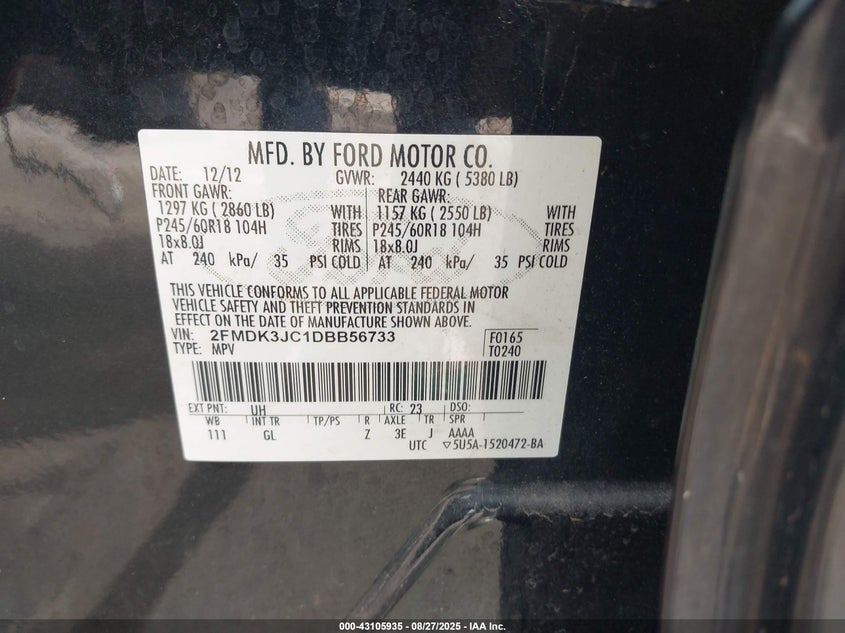 MFD. BY FORD MOTOR CO.
DATE: 12/12 GVWR: 2440 KG ( 5380 LB)
FRONT GAWR: REAR GAWR:
1297 KG ( 2860 LB) WITH 1157 KG ( 2550 LB) WITH
P245/60R18 104H TIRES P245/60R18 104H TIRES
18x8.0J RIMS 18x8.0J RIMS
AT 240 kPa/ 35 PSI COLD AT 240 kPa/ 35 PSI COLD
THIS VEHICLE CONFORMS TO ALL APPLICABLE FEDERAL MOTOR
VEHICLE SAFETY AND THEFT PREVENTION STANDARDS IN
EFFECT ON THE DATE OF MANUFACTURE SHOWN ABOVE.
VIN: 2FMDK3JC1DBB56733 F0165
TYPE: MPV T0240
EXT PNT: UH RC: 23 DSO:
WB INT TR TP/PS R AXLE TR SPR
111 GL Z 3E J AAAA
UTC ▽5U5A-1520472-BA
000-43105935 - 08/27/2025 - IAA Inc.